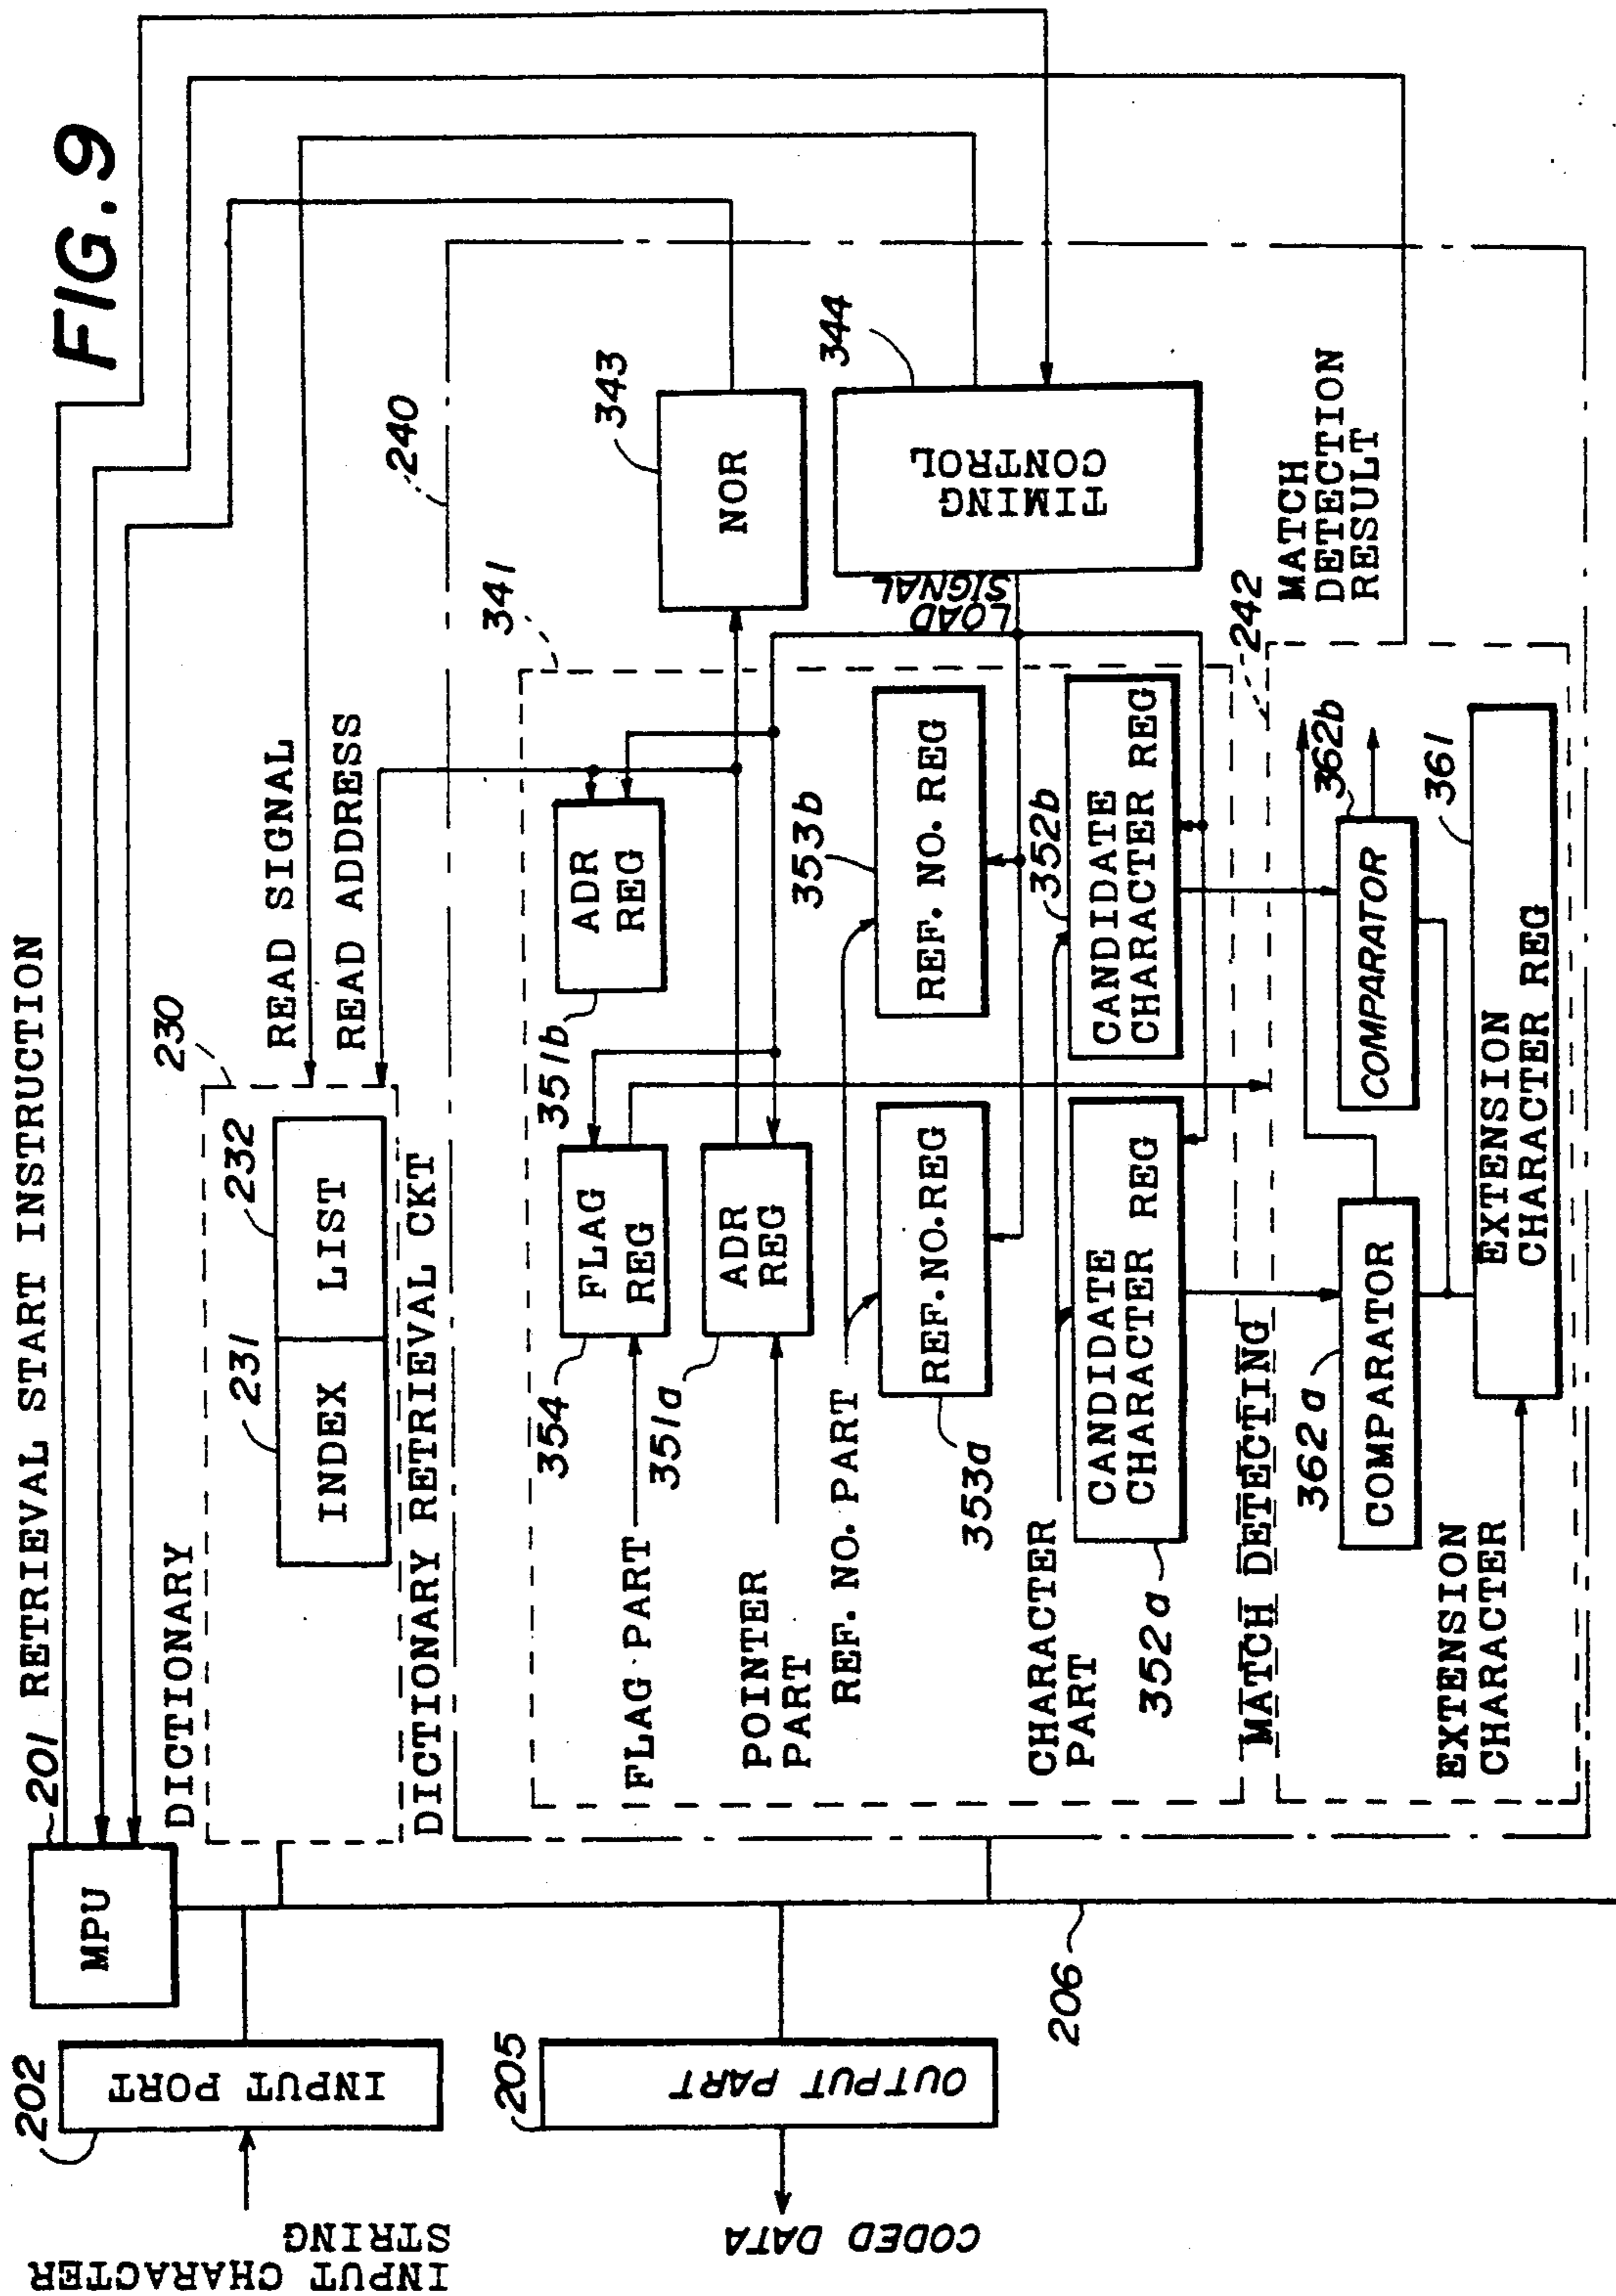 FIG. 9
201
RETRIEVAL START INSTRUCTION
MPU
202
INPUT PORT
INPUT CHARACTER
STRING
205
OUTPUT PART
CODED DATA
206
DICTIONARY
230
231
232
INDEX
LIST
READ SIGNAL
READ ADDRESS
DICTIONARY RETRIEVAL CKT
240
341
343
NOR
344
TIMING
CONTROL
LOAD
SIGNAL
FLAG PART
354
FLAG
REG
351b
ADR
REG
POINTER
PART
351a
ADR
REG
REF. NO. PART
353a
REF.NO.REG
353b
REF. NO. REG
CHARACTER
PART
352a
CANDIDATE
CHARACTER REG
352b
CANDIDATE
CHARACTER REG
MATCH DETECTING
242
MATCH
DETECTION
RESULT
362a
COMPARATOR
362b
COMPARATOR
EXTENSION
CHARACTER
EXTENSION
CHARACTER REG
361